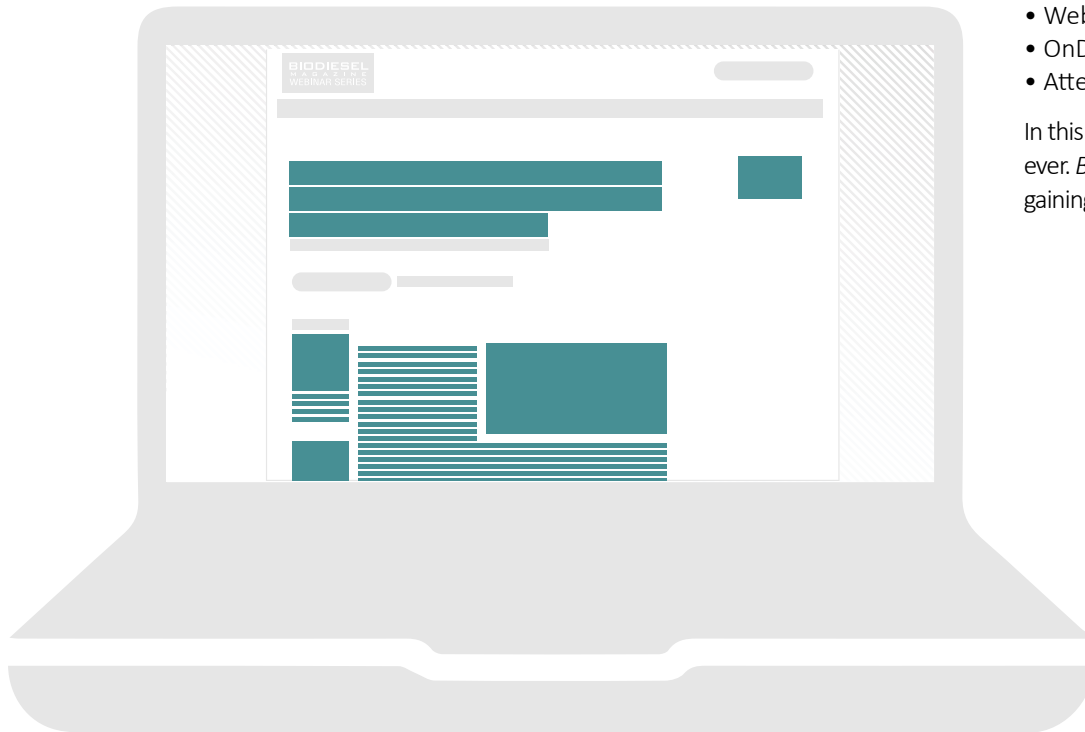 BIODIESEL
MAGAZINE
WEBINAR SERIES
• Web
• OnD
• Atte
In this
ever. B
gaining